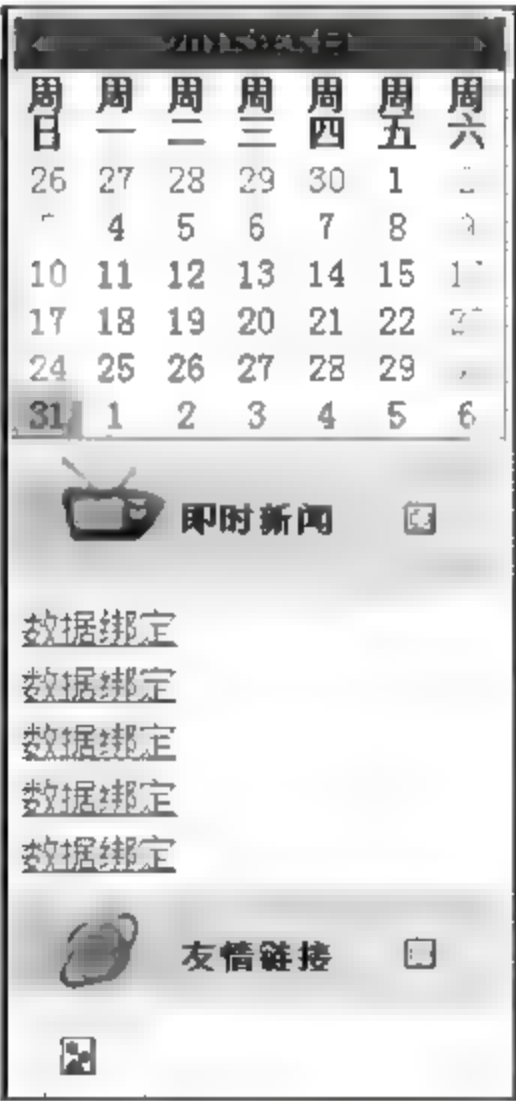 周日 周一 周二 周三 周四 周五 周六
26 27 28 29 30 1
4 5 6 7 8
10 11 12 13 14 15
17 18 19 20 21 22
24 25 26 27 28 29
31 1 2 3 4 5 6
即时新闻
数据绑定
数据绑定
数据绑定
数据绑定
数据绑定
友情链接